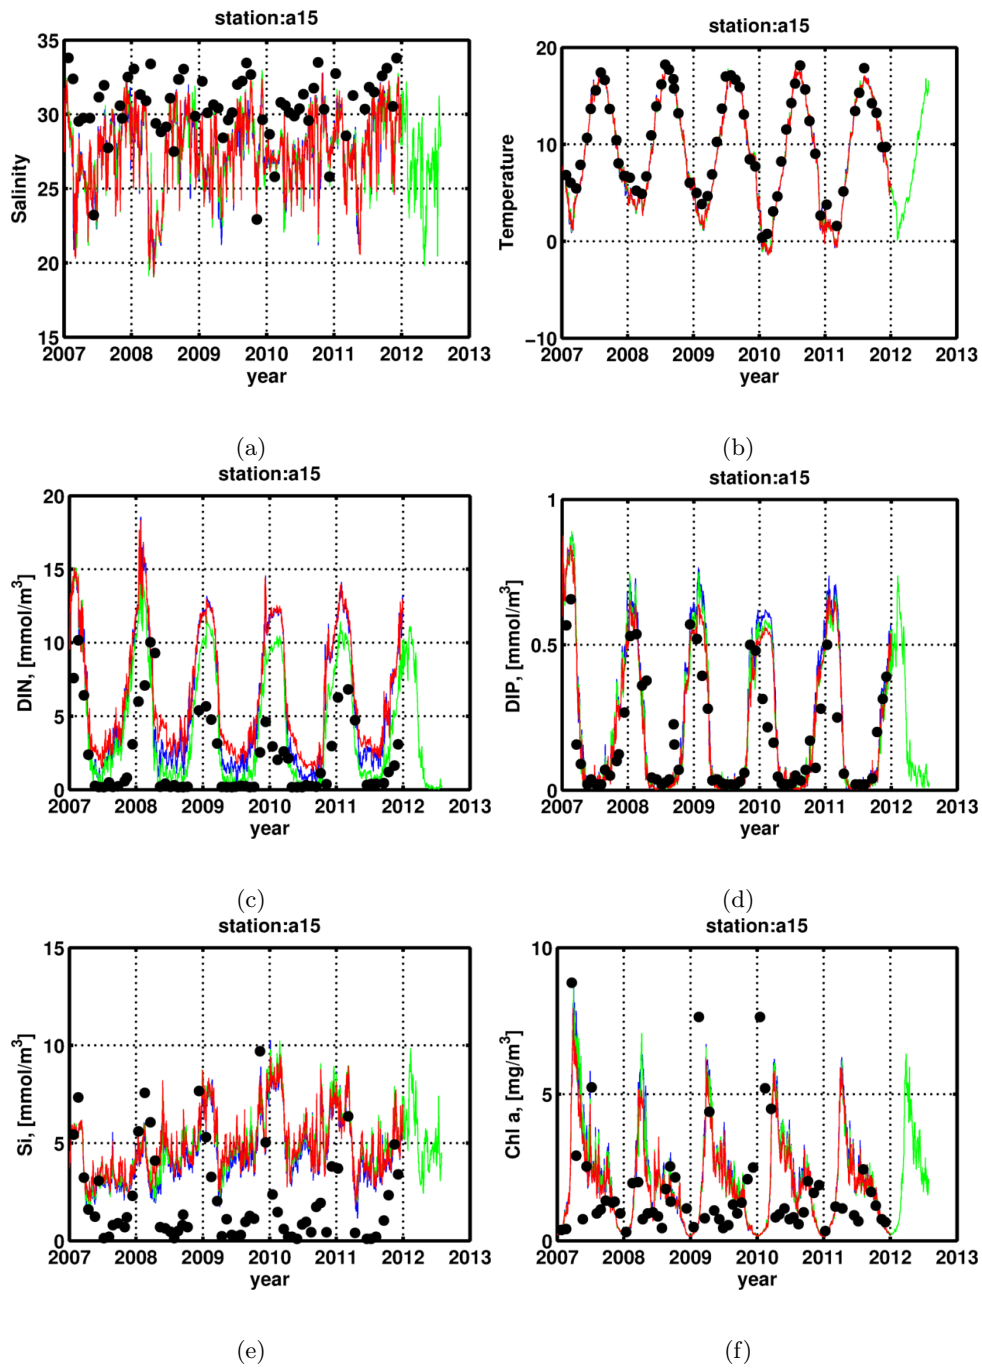 station:a15
35
30
25
20
15
Salinity
2007 2008 2009 2010 2011 2012 2013
year
(a)
station:a15
20
10
0
−10
Temperature
2007 2008 2009 2010 2011 2012 2013
year
(b)
station:a15
20
15
10
5
0
DIN, [mmol/m³]
2007 2008 2009 2010 2011 2012 2013
year
(c)
station:a15
1
0.5
0
DIP, [mmol/m³]
2007 2008 2009 2010 2011 2012 2013
year
(d)
station:a15
15
10
5
0
Si, [mmol/m³]
2007 2008 2009 2010 2011 2012 2013
year
(e)
station:a15
10
5
0
Chl a, [mg/m³]
2007 2008 2009 2010 2011 2012 2013
year
(f)